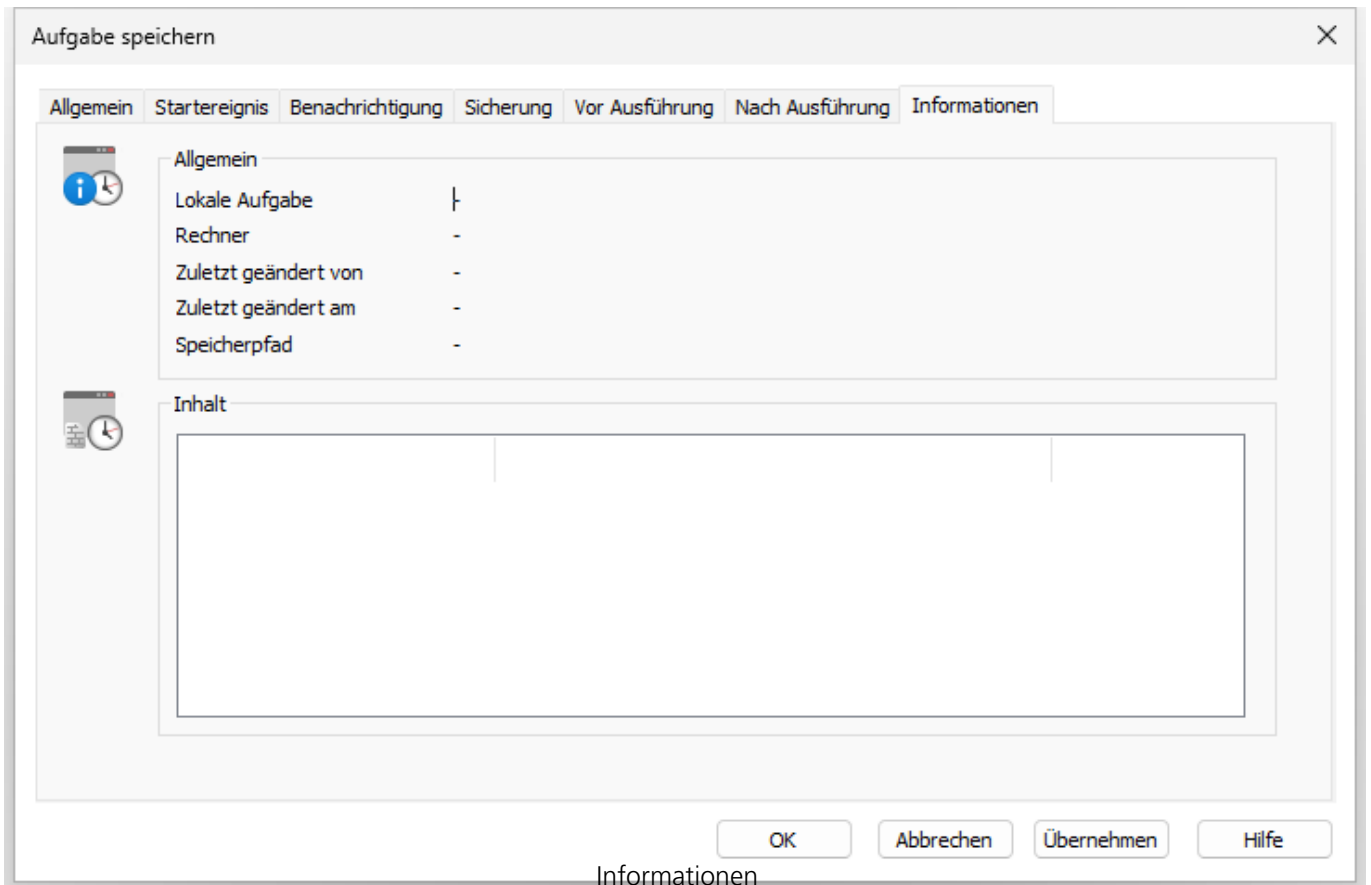 Aufgabe speichern
Allgemein Startereignis Benachrichtigung Sicherung Vor Ausführung Nach Ausführung Informationen
Allgemein
Lokale Aufgabe -
Rechner -
Zuletzt geändert von -
Zuletzt geändert am -
Speicherpfad -
Inhalt
OK Abbrechen Übernehmen Hilfe
Informationen